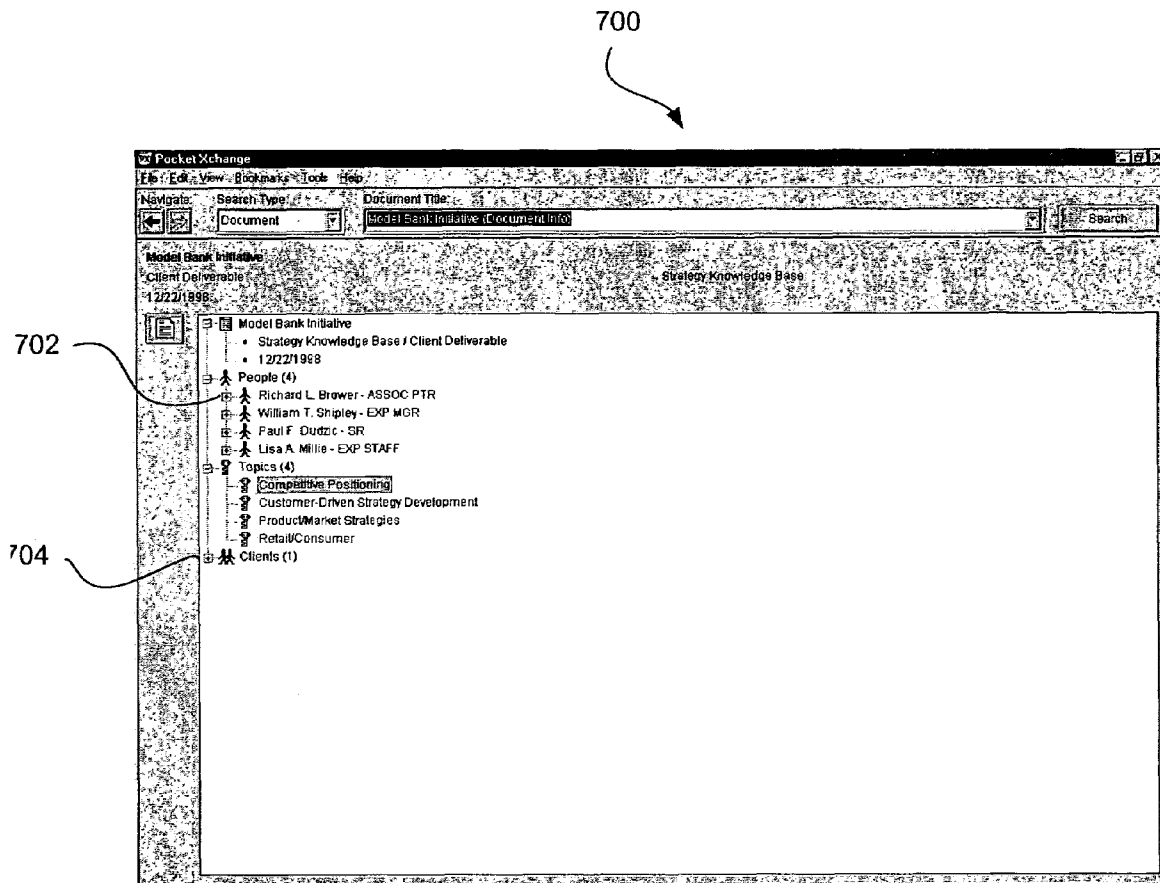 700
Pocket Xchange
File Edit View Bookmarks Tools Help
Navigate: Search Type: Document Title:
Document Model Bank Initiative (Document Info) Search
Model Bank Initiative
Client Deliverable Strategy Knowledge Base
12/22/1998
702
Model Bank Initiative
• Strategy Knowledge Base / Client Deliverable
• 12/22/1998
People (4)
Richard L. Brower - ASSOC PTR
William T. Shipley - EXP MGR
Paul F. Dudzic - SR
Lisa A. Millie - EXP STAFF
Topics (4)
Competitive Positioning
Customer-Driven Strategy Development
Product/Market Strategies
Retail/Consumer
704
Clients (1)